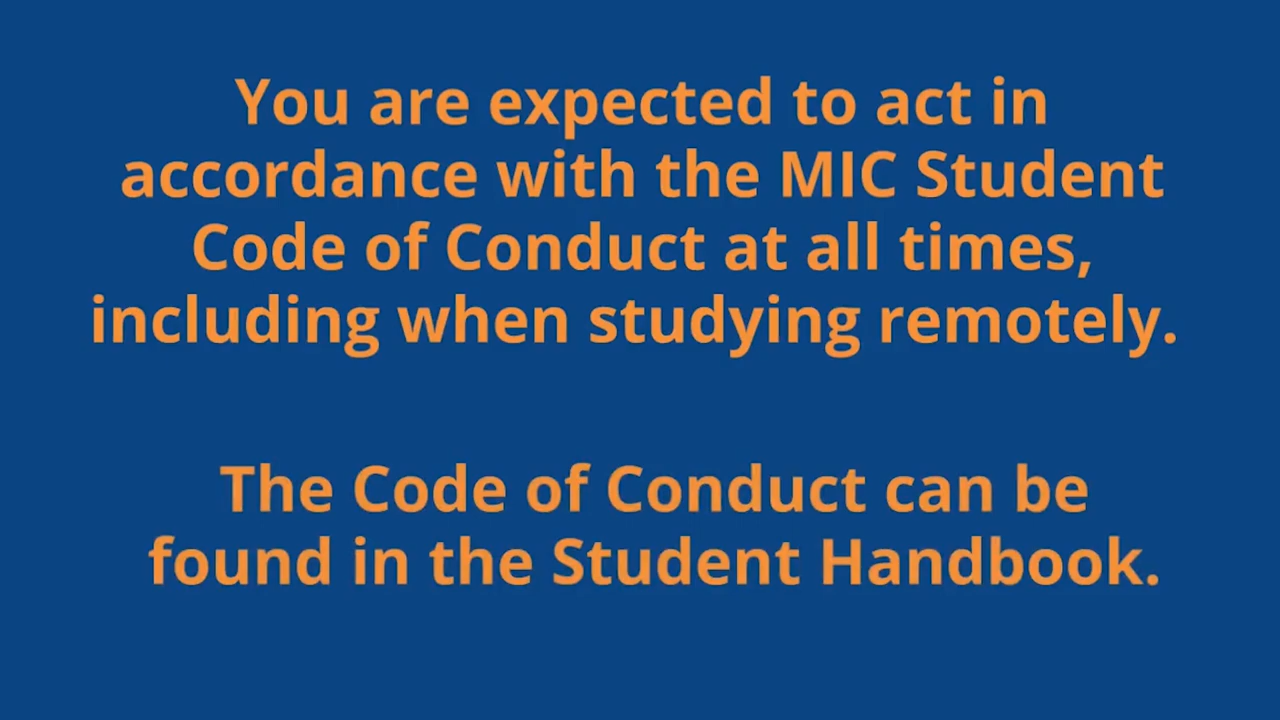 You are expected to act in
accordance with the MIC Student
Code of Conduct at all times,
including when studying remotely.
The Code of Conduct can be
found in the Student Handbook.